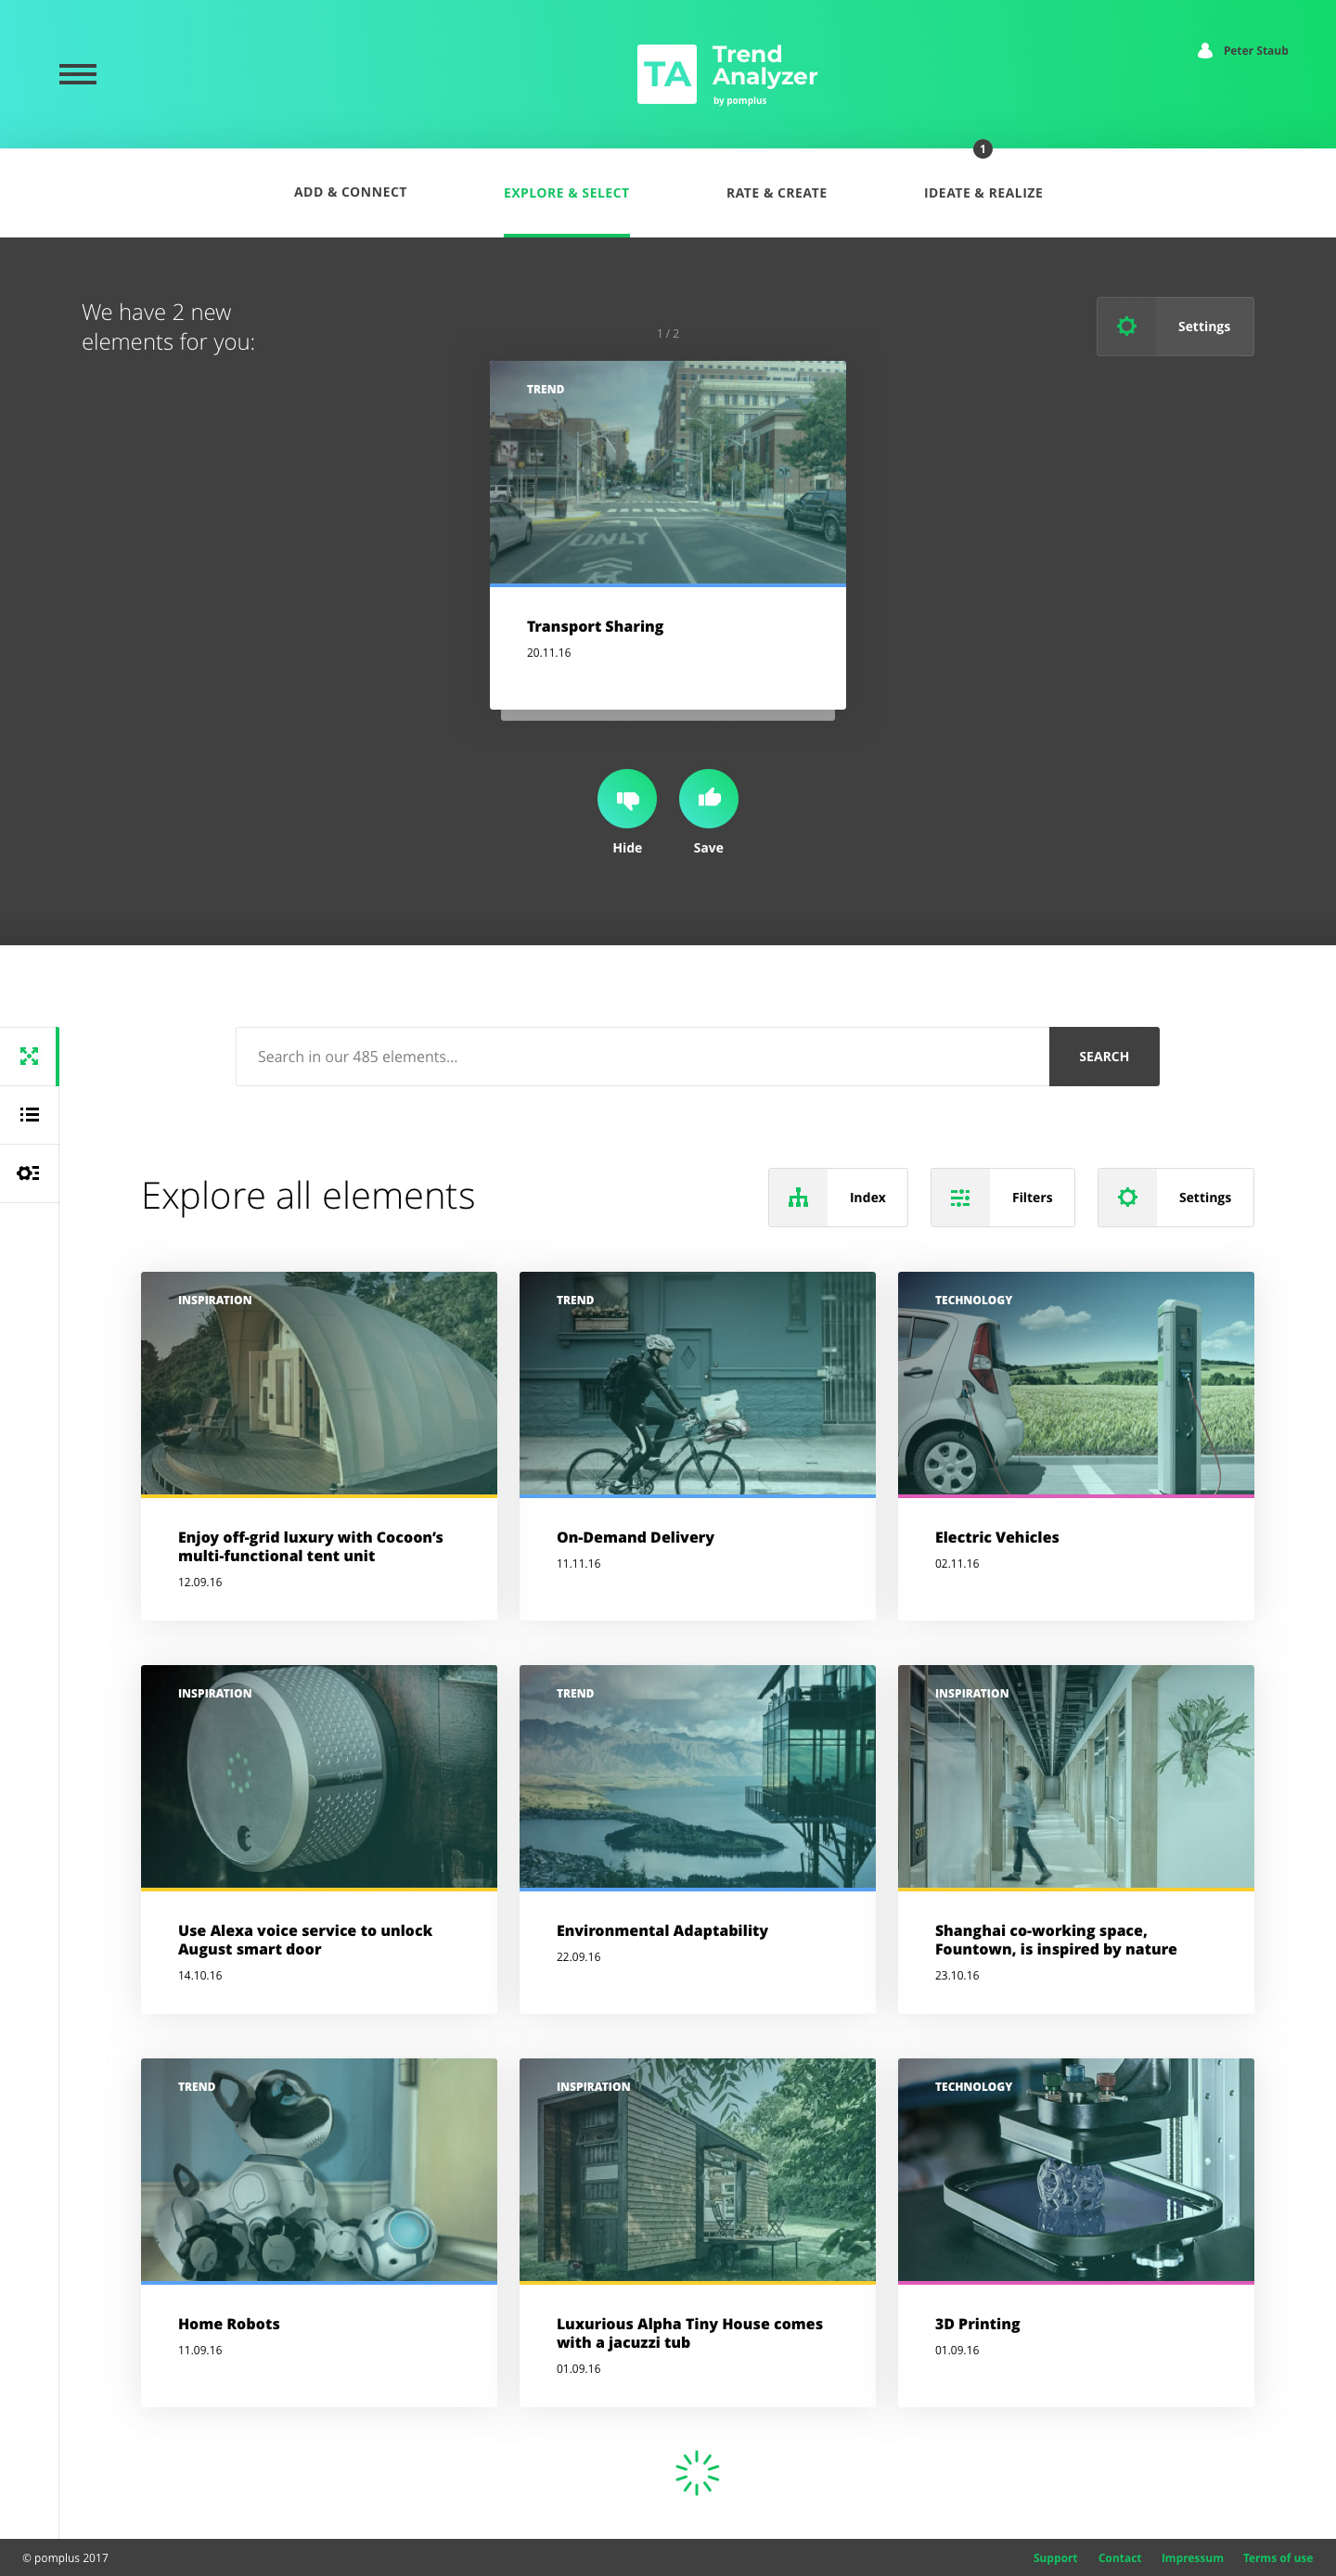 TA
Trend
Analyzer
by pomplus
Peter Staub
1
ADD & CONNECT
EXPLORE & SELECT
RATE & CREATE
IDEATE & REALIZE
We have 2 new
elements for you:
1 / 2
Settings
TREND
ONLY
Transport Sharing
20.11.16
Hide
Save
Search in our 485 elements...
SEARCH
Explore all elements
Index
Filters
Settings
INSPIRATION
Enjoy off-grid luxury with Cocoon’s
multi-functional tent unit
12.09.16
TREND
On-Demand Delivery
11.11.16
TECHNOLOGY
Electric Vehicles
02.11.16
INSPIRATION
Use Alexa voice service to unlock
August smart door
14.10.16
TREND
Environmental Adaptability
22.09.16
INSPIRATION
Shanghai co-working space,
Fountown, is inspired by nature
23.10.16
TREND
Home Robots
11.09.16
INSPIRATION
Luxurious Alpha Tiny House comes
with a jacuzzi tub
01.09.16
TECHNOLOGY
3D Printing
01.09.16
© pomplus 2017
Support
Contact
Impressum
Terms of use